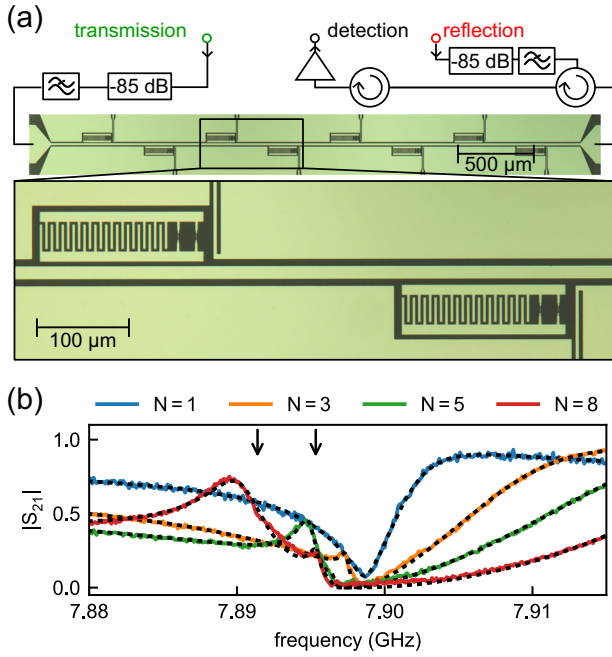 (a)
transmission
detection
reflection
-85 dB
-85 dB
500 μm
100 μm
(b)
N = 1
N = 3
N = 5
N = 8
|S21|
1.0
0.5
0.0
7.88
7.89
7.90
7.91
frequency (GHz)